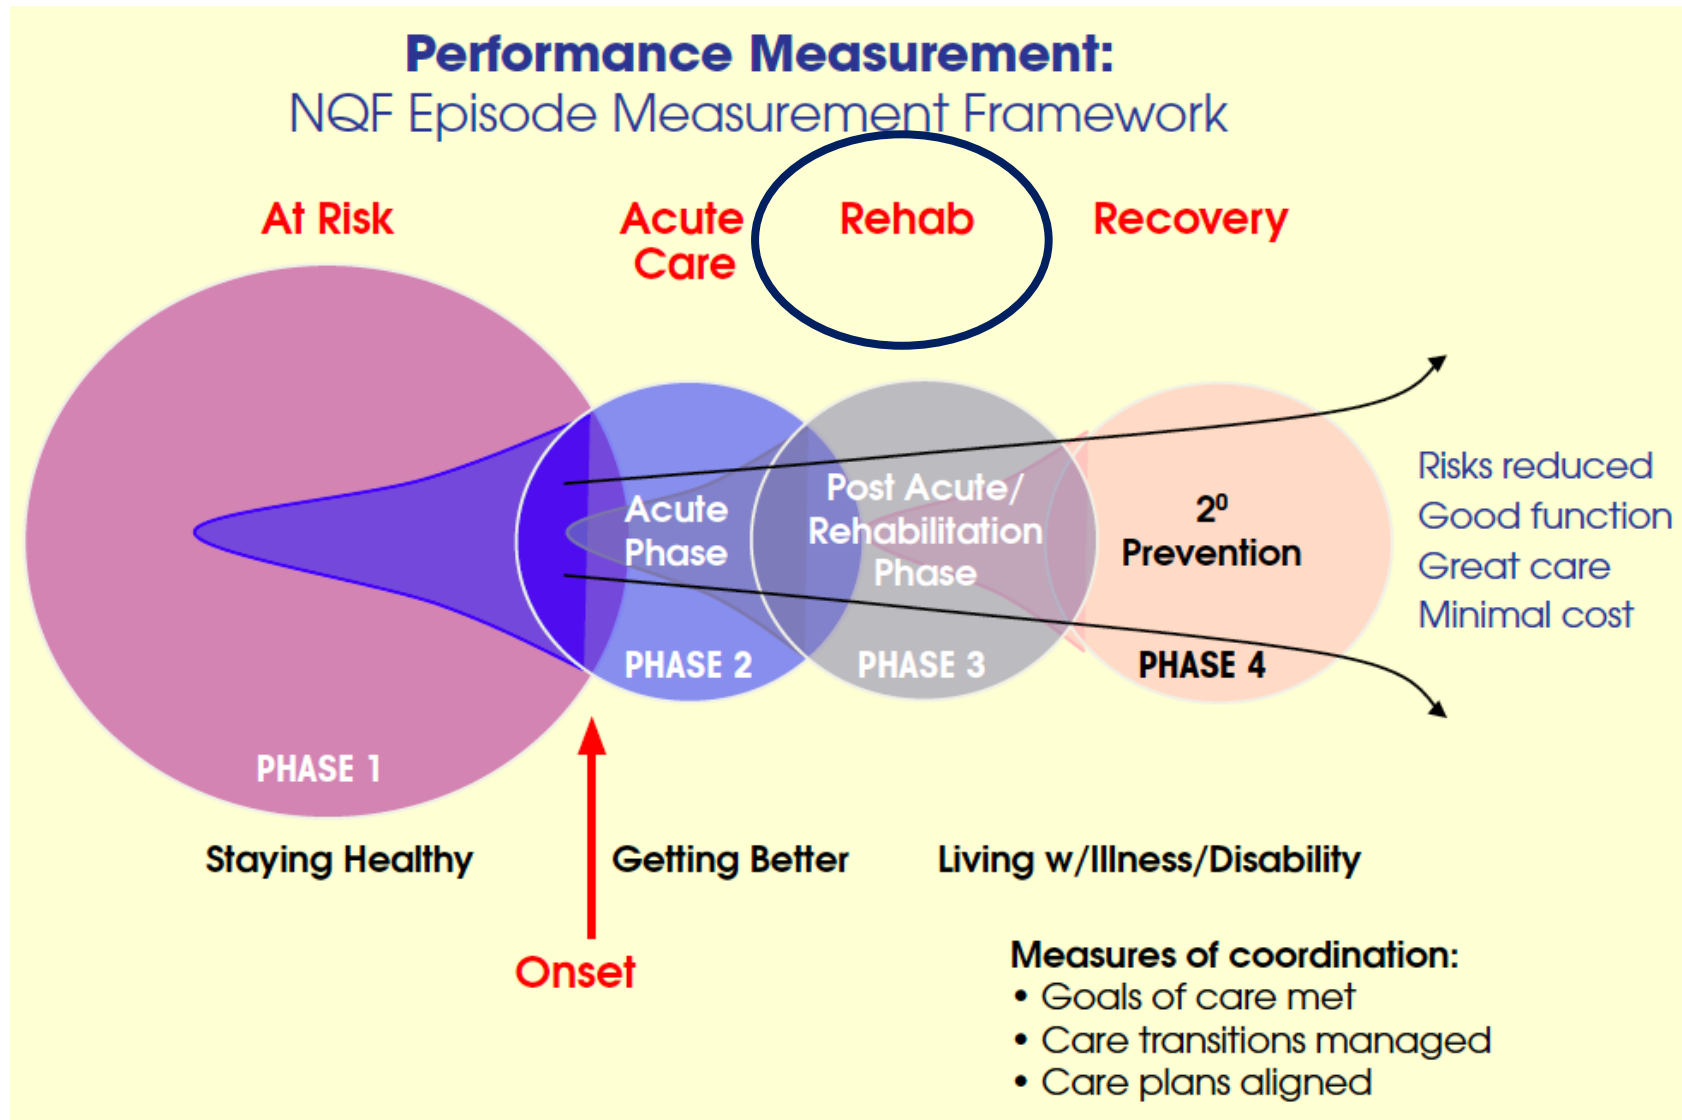 Performance Measurement:
NQF Episode Measurement Framework
At Risk
Acute
Care
Rehab
Recovery
Acute
Phase
PHASE 2
Post Acute/
Rehabilitation
Phase
PHASE 3
2⁰
Prevention
PHASE 4
Risks reduced
Good function
Great care
Minimal cost
PHASE 1
Staying Healthy
Getting Better
Living w/Illness/Disability
Onset
Measures of coordination:
• Goals of care met
• Care transitions managed
• Care plans aligned